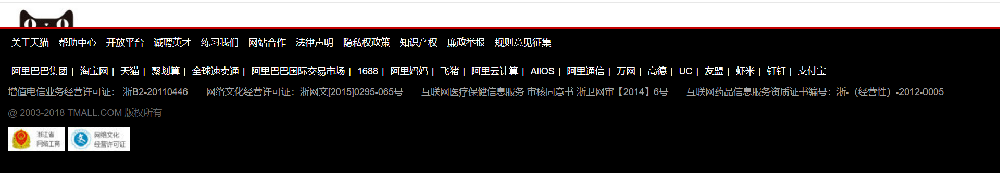 关于天猫 帮助中心 开放平台 诚聘英才 练习我们 网站合作 法律声明 隐私权政策 知识产权 廉政举报 规则意见征集
阿里巴巴集团 | 淘宝网 | 天猫 | 聚划算 | 全球速卖通 | 阿里巴巴国际交易市场 | 1688 | 阿里妈妈 | 飞猪 | 阿里云计算 | AliOS | 阿里通信 | 万网 | 高德 | UC | 友盟 | 虾米 | 钉钉 | 支付宝
增值电信业务经营许可证： 浙B2-20110446 网络文化经营许可证：浙网文[2015]0295-065号 互联网医疗保健信息服务 审核同意书 浙卫网审【2014】6号 互联网药品信息服务资质证书编号：浙-（经营性）-2012-0005
@ 2003-2018 TMALL.COM 版权所有
浙江省
网络工商
网络文化
经营许可证